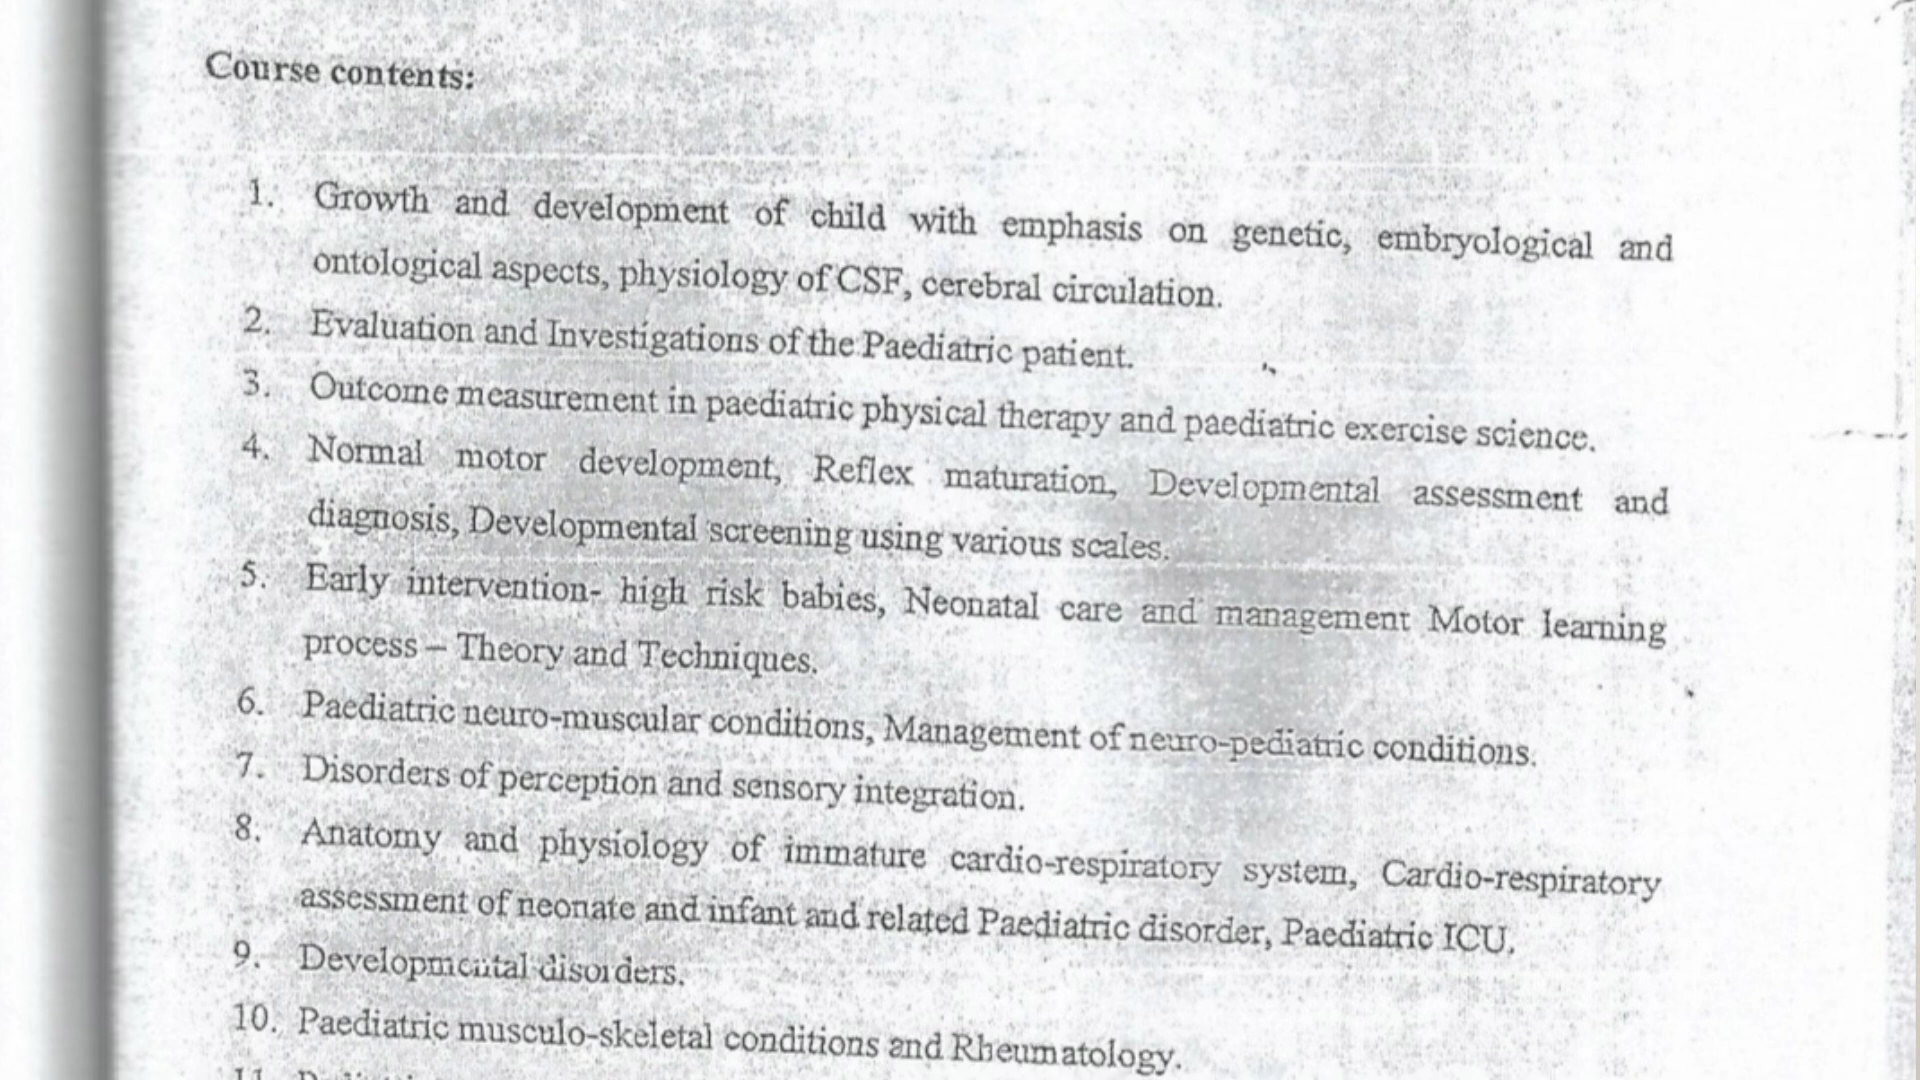 Course contents:
1. Growth and development of child with emphasis on genetic, embryological and
ontological aspects, physiology of CSF, cerebral circulation.
2. Evaluation and Investigations of the Paediatric patient.
3. Outcome measurement in paediatric physical therapy and paediatric exercise science.
4. Normal motor development, Reflex maturation, Developmental assessment and
diagnosis, Developmental screening using various scales.
5. Early intervention- high risk babies, Neonatal care and management Motor learning
process – Theory and Techniques.
6. Paediatric neuro-muscular conditions, Management of neuro-pediatric conditions.
7. Disorders of perception and sensory integration.
8. Anatomy and physiology of immature cardio-respiratory system, Cardio-respiratory
assessment of neonate and infant and related Paediatric disorder, Paediatric ICU.
9. Developmental disorders.
10. Paediatric musculo-skeletal conditions and Rheumatology.
11.